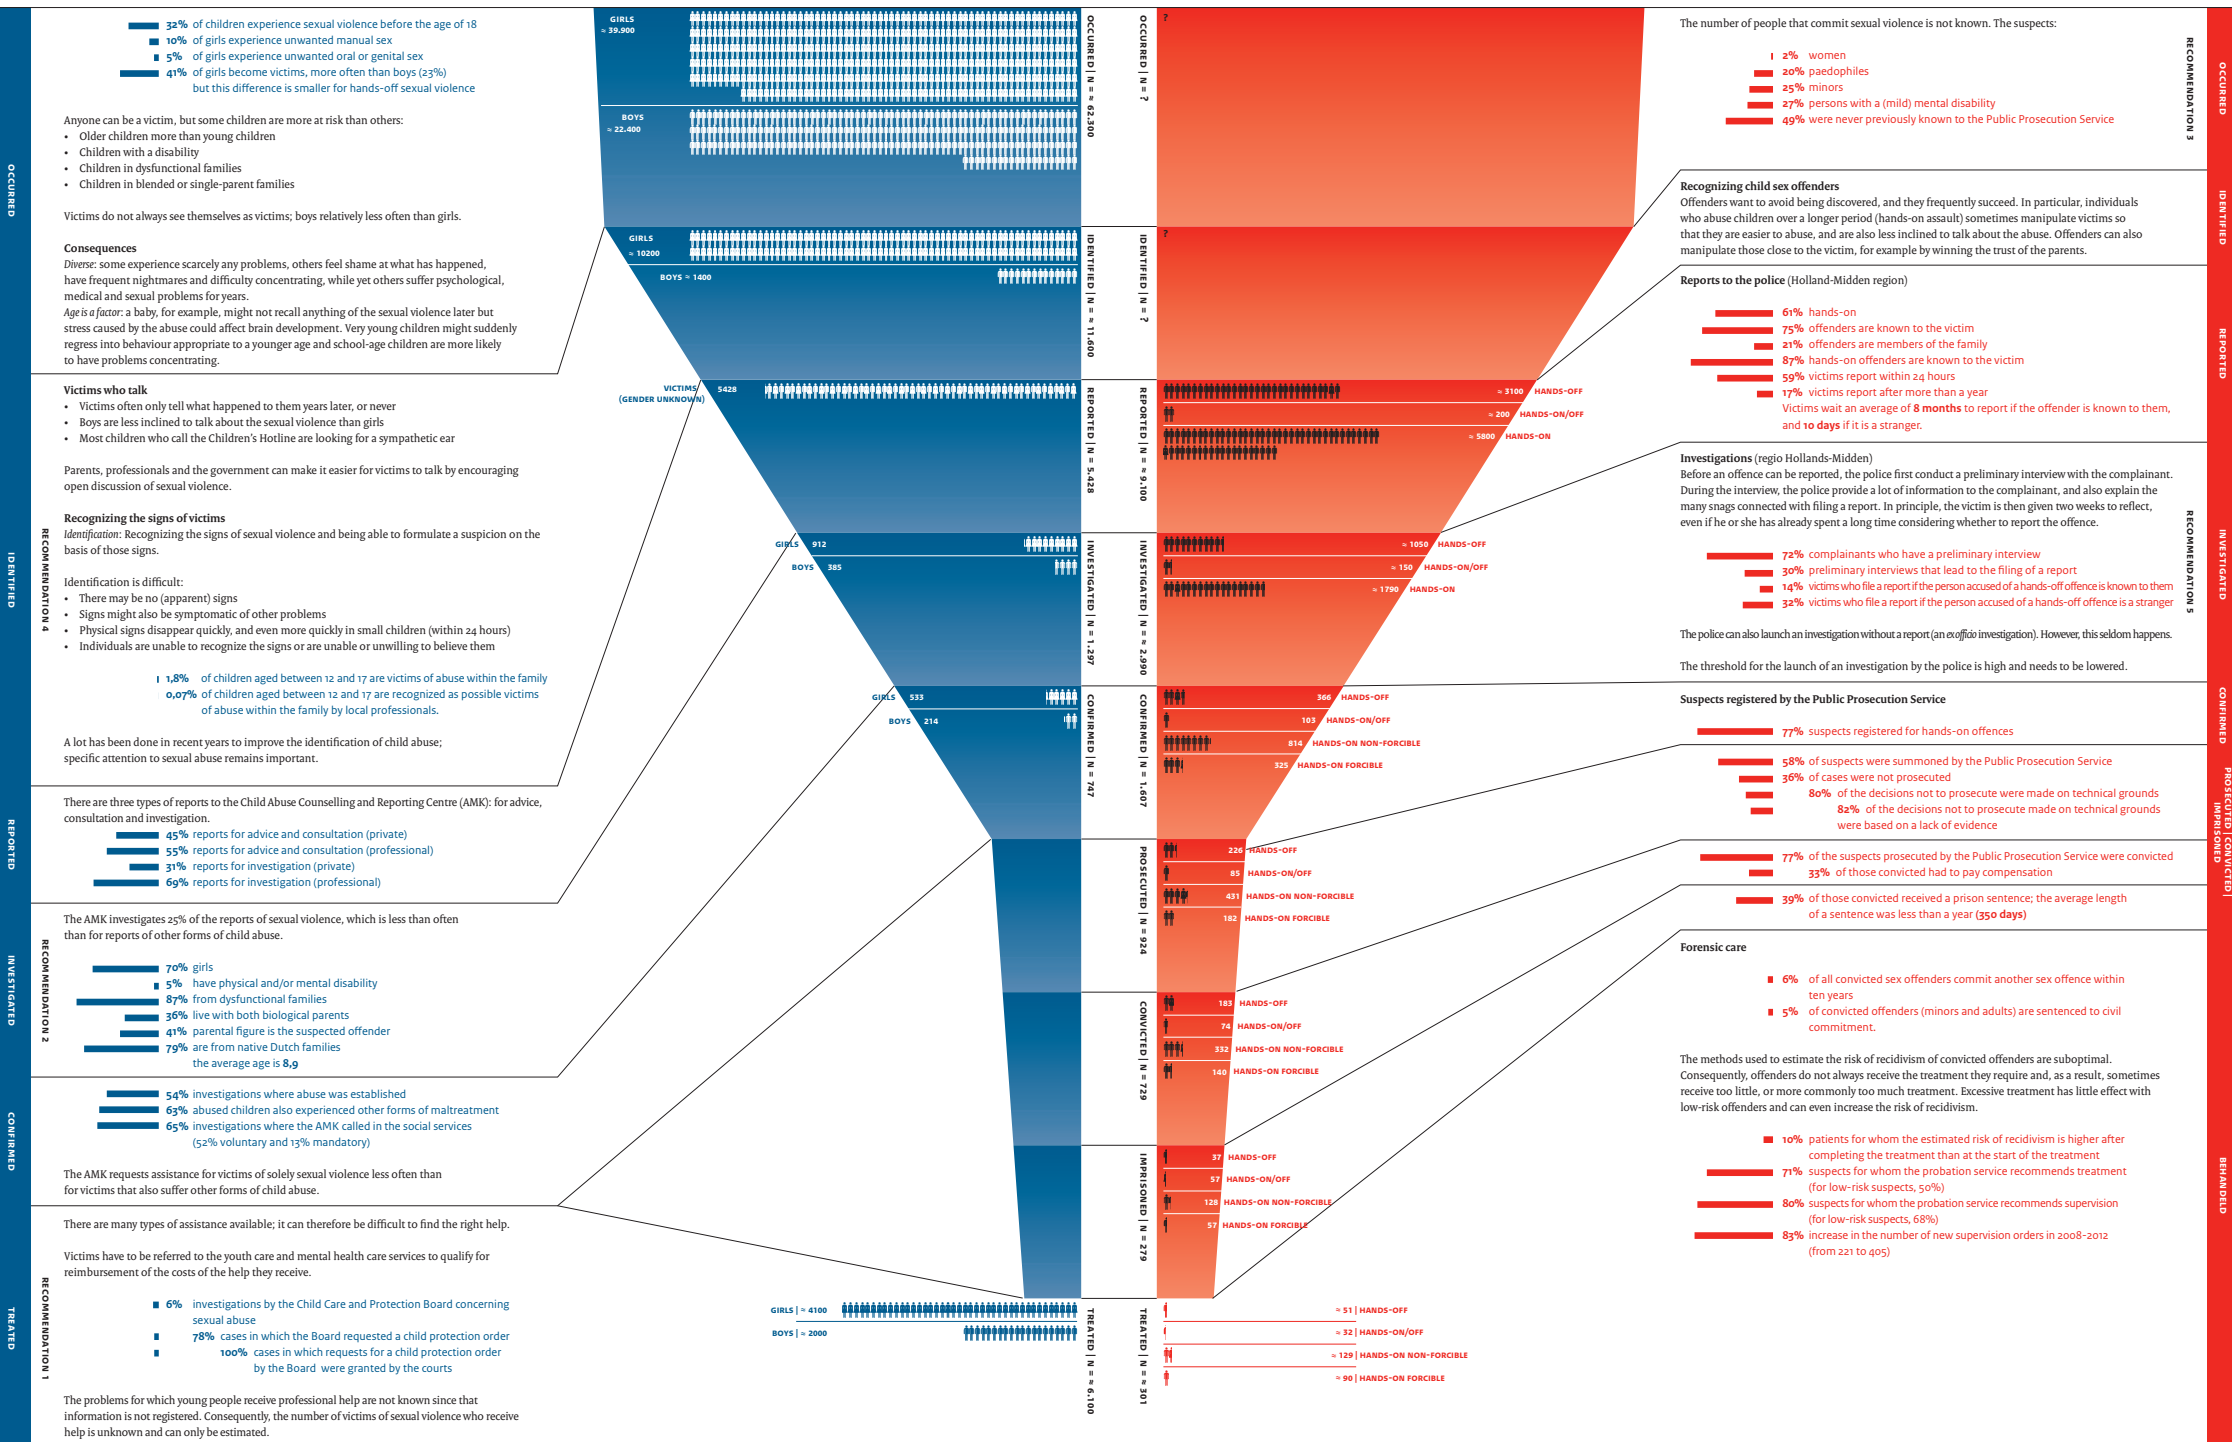 OCCURRED
32% of children experience sexual violence before the age of 18
10% of girls experience unwanted manual sex
5% of girls experience unwanted oral or genital sex
41% of girls become victims, more often than boys (23%)
but this difference is smaller for hands-off sexual violence
Anyone can be a victim, but some children are more at risk than others:
• Older children more than young children
• Children with a disability
• Children in dysfunctional families
• Children in blended or single-parent families
Victims do not always see themselves as victims; boys relatively less often than girls.
Consequences
Diverse: some experience scarcely any problems, others feel shame at what has happened,
have frequent nightmares and difficulty concentrating, while yet others suffer psychological,
medical and sexual problems for years.
Age is a factor: a baby, for example, might not recall anything of the sexual violence later but
stress caused by the abuse could affect brain development. Very young children might suddenly
regress into behaviour appropriate to a younger age and school-age children are more likely
to have problems concentrating.
IDENTIFIED
RECOMMENDATION 4
Victims who talk
• Victims often only tell what happened to them years later, or never
• Boys are less inclined to talk about the sexual violence than girls
• Most children who call the Children's Hotline are looking for a sympathetic ear
Parents, professionals and the government can make it easier for victims to talk by encouraging
open discussion of sexual violence.
Recognizing the signs of victims
Identification: Recognizing the signs of sexual violence and being able to formulate a suspicion on the
basis of those signs.
Identification is difficult:
• There may be no (apparent) signs
• Signs might also be symptomatic of other problems
• Physical signs disappear quickly, and even more quickly in small children (within 24 hours)
• Individuals are unable to recognize the signs or are unable or unwilling to believe them
1,8% of children aged between 12 and 17 are victims of abuse within the family
0,07% of children aged between 12 and 17 are recognized as possible victims
of abuse within the family by local professionals.
A lot has been done in recent years to improve the identification of child abuse;
specific attention to sexual abuse remains important.
REPORTED
There are three types of reports to the Child Abuse Counselling and Reporting Centre (AMK): for advice,
consultation and investigation.
45% reports for advice and consultation (private)
55% reports for advice and consultation (professional)
31% reports for investigation (private)
69% reports for investigation (professional)
INVESTIGATED
RECOMMENDATION 2
The AMK investigates 25% of the reports of sexual violence, which is less than often
than for reports of other forms of child abuse.
70% girls
5% have physical and/or mental disability
87% from dysfunctional families
36% live with both biological parents
41% parental figure is the suspected offender
79% are from native Dutch families
the average age is 8,9
CONFIRMED
54% investigations where abuse was established
63% abused children also experienced other forms of maltreatment
65% investigations where the AMK called in the social services
(52% voluntary and 13% mandatory)
The AMK requests assistance for victims of solely sexual violence less often than
for victims that also suffer other forms of child abuse.
TREATED
RECOMMENDATION 1
There are many types of assistance available; it can therefore be difficult to find the right help.
Victims have to be referred to the youth care and mental health care services to qualify for
reimbursement of the costs of the help they receive.
6% investigations by the Child Care and Protection Board concerning
sexual abuse
78% cases in which the Board requested a child protection order
100% cases in which requests for a child protection order
by the Board were granted by the courts
The problems for which young people receive professional help are not known since that
information is not registered. Consequently, the number of victims of sexual violence who receive
help is unknown and can only be estimated.
GIRLS
≈ 39.900
BOYS
≈ 22.400
OCCURRED | N = ≈ 62.300
GIRLS
≈ 10200
BOYS ≈ 1400
IDENTIFIED | N = ≈ 11.600
VICTIMS
(GENDER UNKNOWN)
5428
REPORTED | N = 5.428
GIRLS 912
BOYS 385
INVESTIGATED | N = 1.297
GIRLS 533
BOYS 214
CONFIRMED | N = 747
GIRLS | ≈ 4100
BOYS | ≈ 2000
TREATED | N = ≈ 6.100
OCCURRED | N = ?
?
IDENTIFIED | N = ?
?
REPORTED | N = ≈ 9.100
≈ 3100 HANDS-OFF
≈ 200 HANDS-ON/OFF
≈ 5800 HANDS-ON
INVESTIGATED | N = ≈ 2.990
≈ 1050 HANDS-OFF
≈ 150 HANDS-ON/OFF
≈ 1790 HANDS-ON
CONFIRMED | N = 1.607
366 HANDS-OFF
103 HANDS-ON/OFF
814 HANDS-ON NON-FORCIBLE
325 HANDS-ON FORCIBLE
PROSECUTED | N = 924
226 HANDS-OFF
85 HANDS-ON/OFF
431 HANDS-ON NON-FORCIBLE
182 HANDS-ON FORCIBLE
CONVICTED | N = 729
183 HANDS-OFF
74 HANDS-ON/OFF
332 HANDS-ON NON-FORCIBLE
140 HANDS-ON FORCIBLE
IMPRISONED | N = 279
37 HANDS-OFF
57 HANDS-ON/OFF
128 HANDS-ON NON-FORCIBLE
57 HANDS-ON FORCIBLE
TREATED | N = ≈ 301
≈ 51 | HANDS-OFF
≈ 32 | HANDS-ON/OFF
≈ 129 | HANDS-ON NON-FORCIBLE
≈ 90 | HANDS-ON FORCIBLE
OCCURRED
RECOMMENDATION 3
The number of people that commit sexual violence is not known. The suspects:
2% women
20% paedophiles
25% minors
27% persons with a (mild) mental disability
49% were never previously known to the Public Prosecution Service
IDENTIFIED
Recognizing child sex offenders
Offenders want to avoid being discovered, and they frequently succeed. In particular, individuals
who abuse children over a longer period (hands-on assault) sometimes manipulate victims so
that they are easier to abuse, and are also less inclined to talk about the abuse. Offenders can also
manipulate those close to the victim, for example by winning the trust of the parents.
REPORTED
Reports to the police (Holland-Midden region)
61% hands-on
75% offenders are known to the victim
21% offenders are members of the family
87% hands-on offenders are known to the victim
59% victims report within 24 hours
17% victims report after more than a year
Victims wait an average of 8 months to report if the offender is known to them,
and 10 days if it is a stranger.
INVESTIGATED
RECOMMENDATION 5
Investigations (regio Hollands-Midden)
Before an offence can be reported, the police first conduct a preliminary interview with the complainant.
During the interview, the police provide a lot of information to the complainant, and also explain the
many snags connected with filing a report. In principle, the victim is then given two weeks to reflect,
even if he or she has already spent a long time considering whether to report the offence.
72% complainants who have a preliminary interview
30% preliminary interviews that lead to the filing of a report
14% victims who file a report if the person accused of a hands-off offence is known to them
32% victims who file a report if the person accused of a hands-off offence is a stranger
The police can also launch an investigation without a report (an ex officio investigation). However, this seldom happens.
The threshold for the launch of an investigation by the police is high and needs to be lowered.
CONFIRMED
Suspects registered by the Public Prosecution Service
77% suspects registered for hands-on offences
PROSECUTED | CONVICTED |
IMPRISONED
58% of suspects were summoned by the Public Prosecution Service
36% of cases were not prosecuted
80% of the decisions not to prosecute were made on technical grounds
82% of the decisions not to prosecute made on technical grounds
were based on a lack of evidence
77% of the suspects prosecuted by the Public Prosecution Service were convicted
33% of those convicted had to pay compensation
39% of those convicted received a prison sentence; the average length
of a sentence was less than a year (350 days)
BEHANDELD
Forensic care
6% of all convicted sex offenders commit another sex offence within
ten years
5% of convicted offenders (minors and adults) are sentenced to civil
commitment.
The methods used to estimate the risk of recidivism of convicted offenders are suboptimal.
Consequently, offenders do not always receive the treatment they require and, as a result, sometimes
receive too little, or more commonly too much treatment. Excessive treatment has little effect with
low-risk offenders and can even increase the risk of recidivism.
10% patients for whom the estimated risk of recidivism is higher after
completing the treatment than at the start of the treatment
71% suspects for whom the probation service recommends treatment
(for low-risk suspects, 50%)
80% suspects for whom the probation service recommends supervision
(for low-risk suspects, 68%)
83% increase in the number of new supervision orders in 2008-2012
(from 221 to 405)